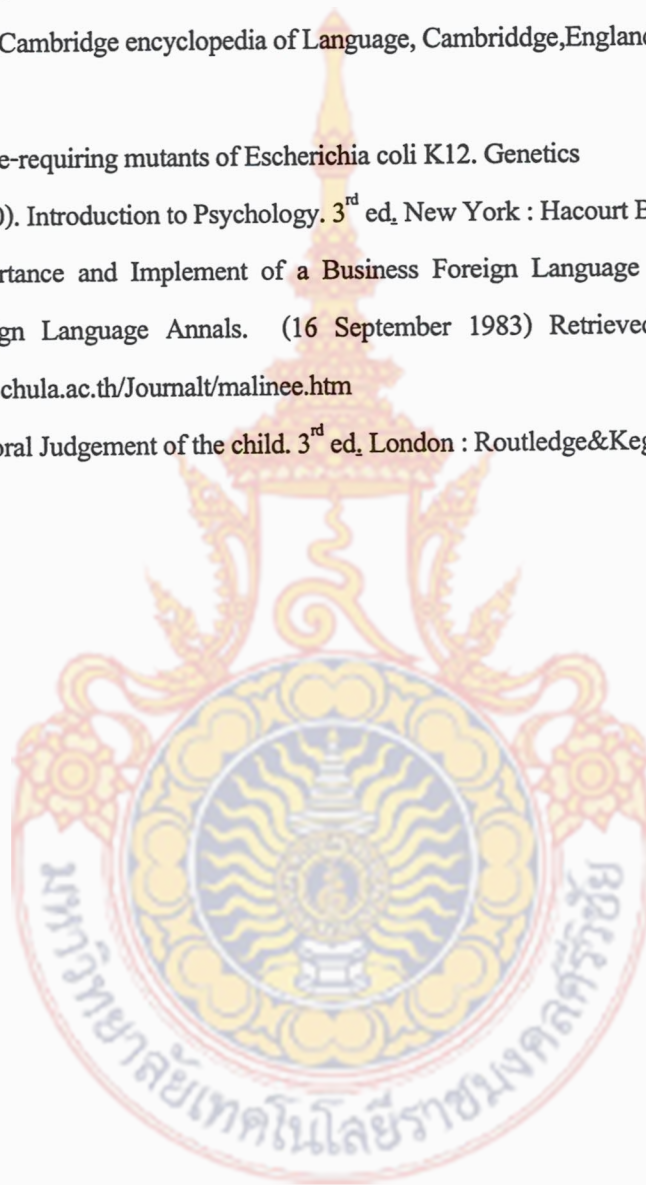 Cambridge encyclopedia of Language, Cambriddge,England
e-requiring mutants of Escherichia coli K12. Genetics
0). Introduction to Psychology. 3rd ed. New York : Hacourt B
rtance and Implement of a Business Foreign Language
gn Language Annals. (16 September 1983) Retrieved
chula.ac.th/Journalt/malinee.htm
oral Judgement of the child. 3rd ed. London : Routledge&Keg
มหาวิทยาลัยเทคโนโลยีราชมงคลศรีวิชัย